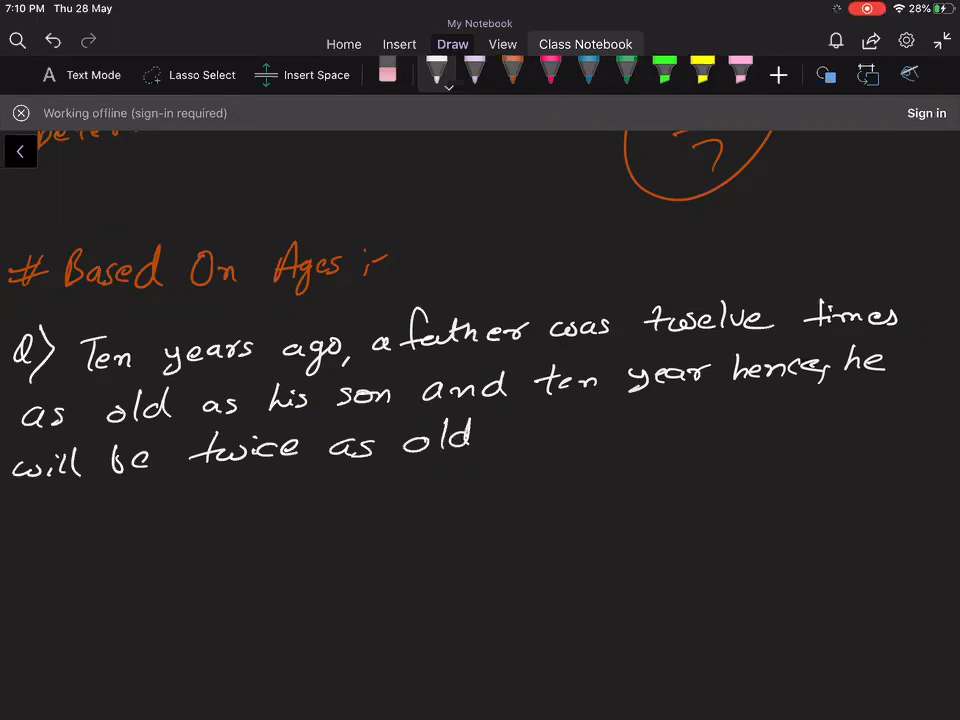 7:10 PM Thu 28 May
28%
My Notebook
Home Insert Draw View Class Notebook
Text Mode Lasso Select Insert Space
Working offline (sign-in required) Sign in
7
# Based On Ages :-
Q) Ten years ago, a father was twelve times
as old as his son and ten year hence, he
will be twice as old